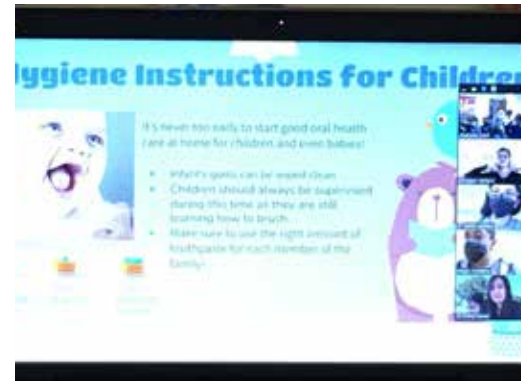 ygiene Instructions for Childre
It's never too early to start good oral health
care at home for children and even babies!
Infant's gums can be wiped clean
Children should always be supervised
during this time as they are still
learning how to brush.
Make sure to use the right amount of
toothpaste for each member of the
family!